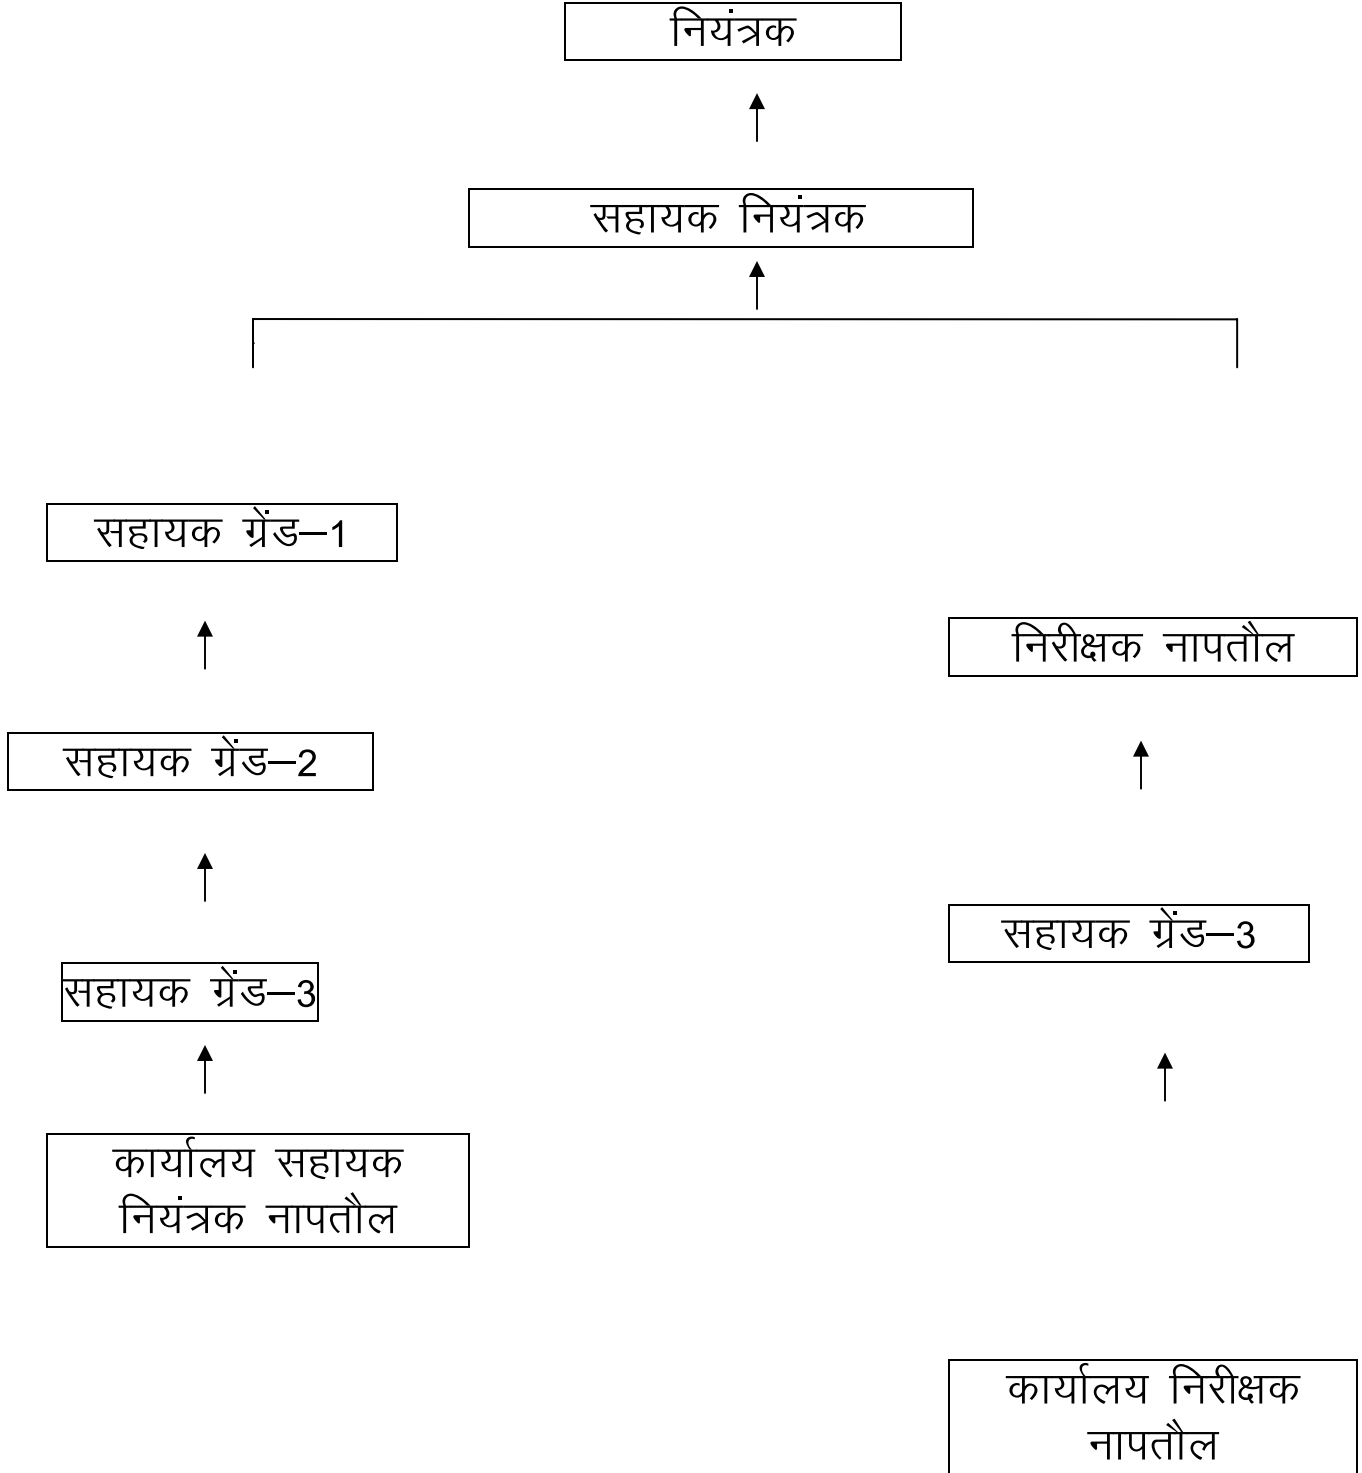 नियंत्रक
सहायक नियंत्रक
सहायक ग्रेंड–1
निरीक्षक नापतौल
सहायक ग्रेंड–2
सहायक ग्रेंड–3
सहायक ग्रेंड–3
कार्यालय सहायक
नियंत्रक नापतौल
कार्यालय निरीक्षक
नापतौल